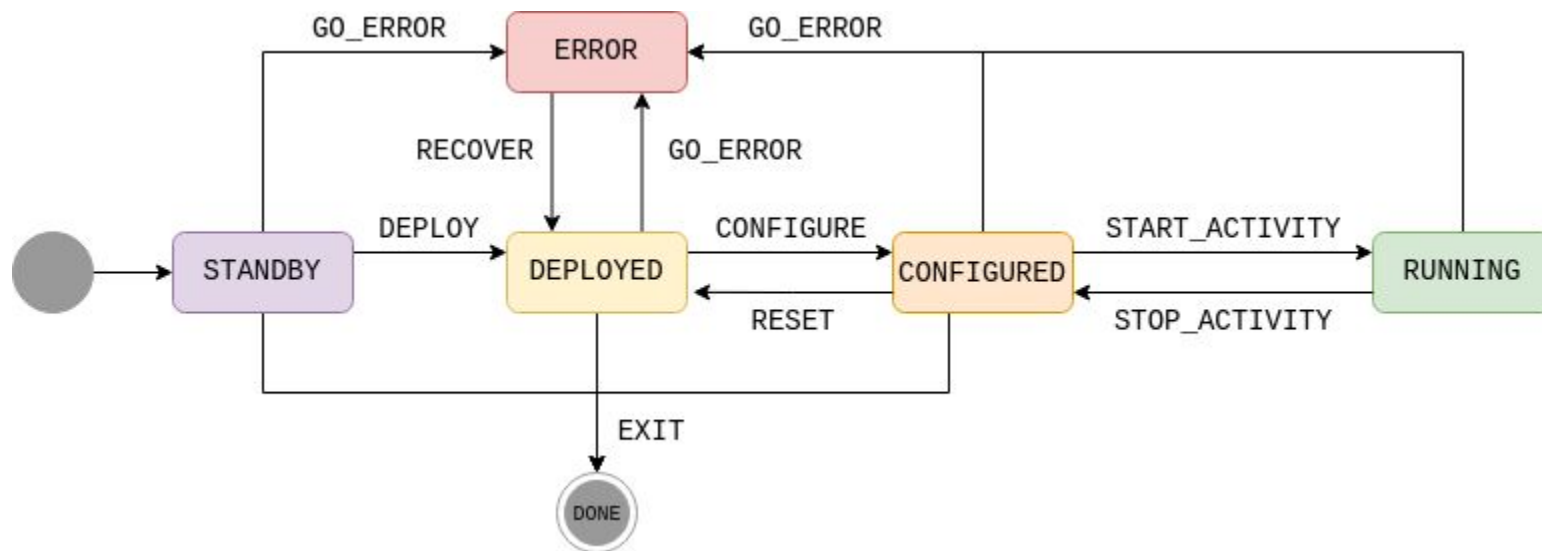 GO_ERROR
ERROR
GO_ERROR
RECOVER
GO_ERROR
DEPLOY
CONFIGURE
START_ACTIVITY
STANDBY
DEPLOYED
CONFIGURED
RUNNING
RESET
STOP_ACTIVITY
EXIT
DONE